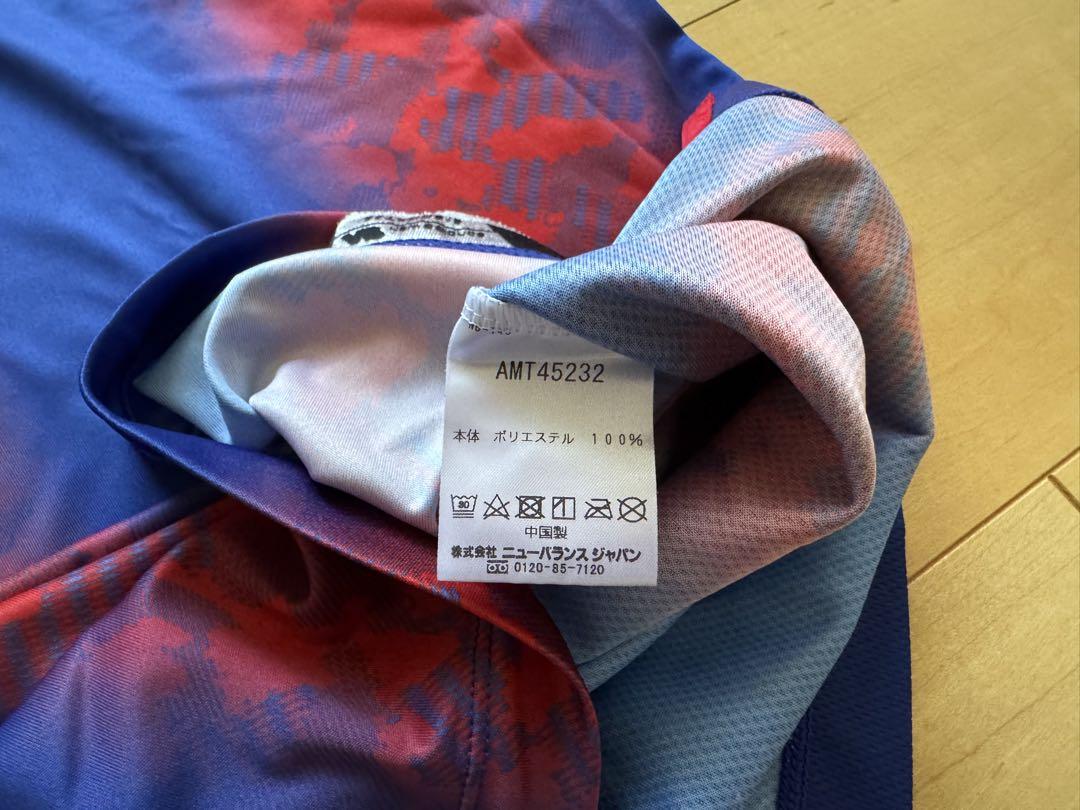 AMT45232
本体 ポリエステル 100%
30
中国製
株式会社 ニューバランス ジャパン
0120-85-7120